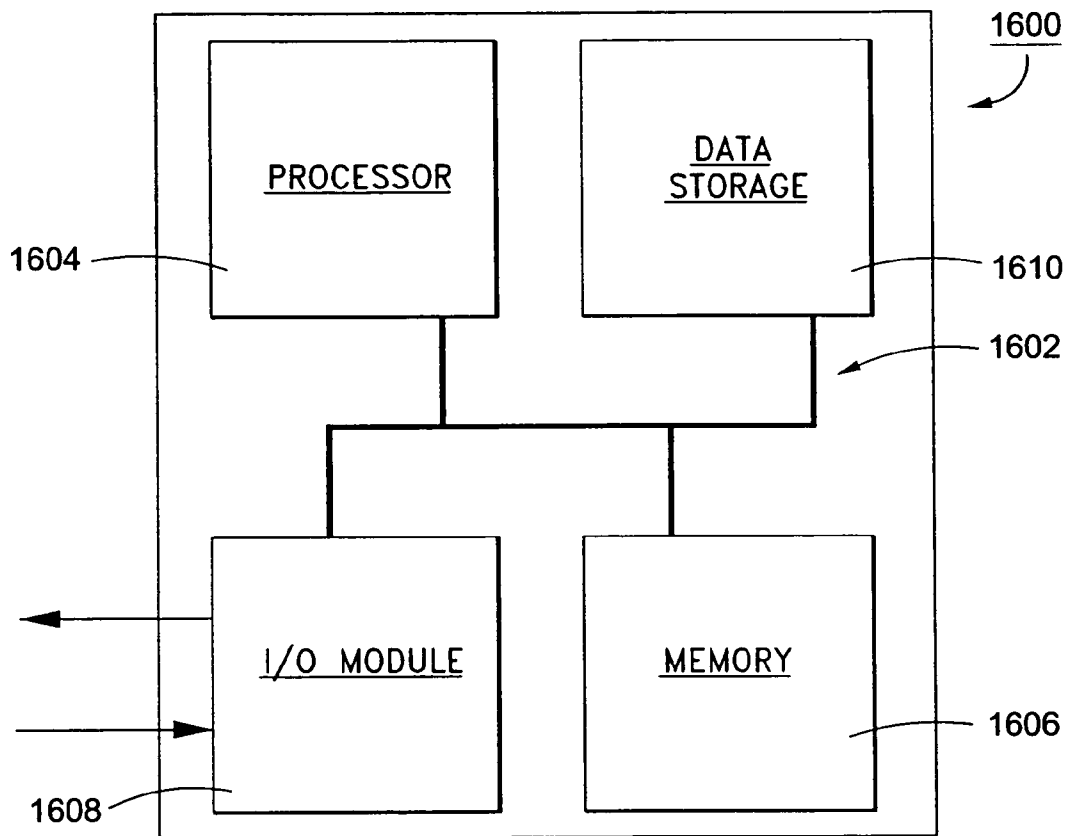 1600
PROCESSOR
DATA
STORAGE
1604
1610
1602
I/O MODULE
MEMORY
1606
1608